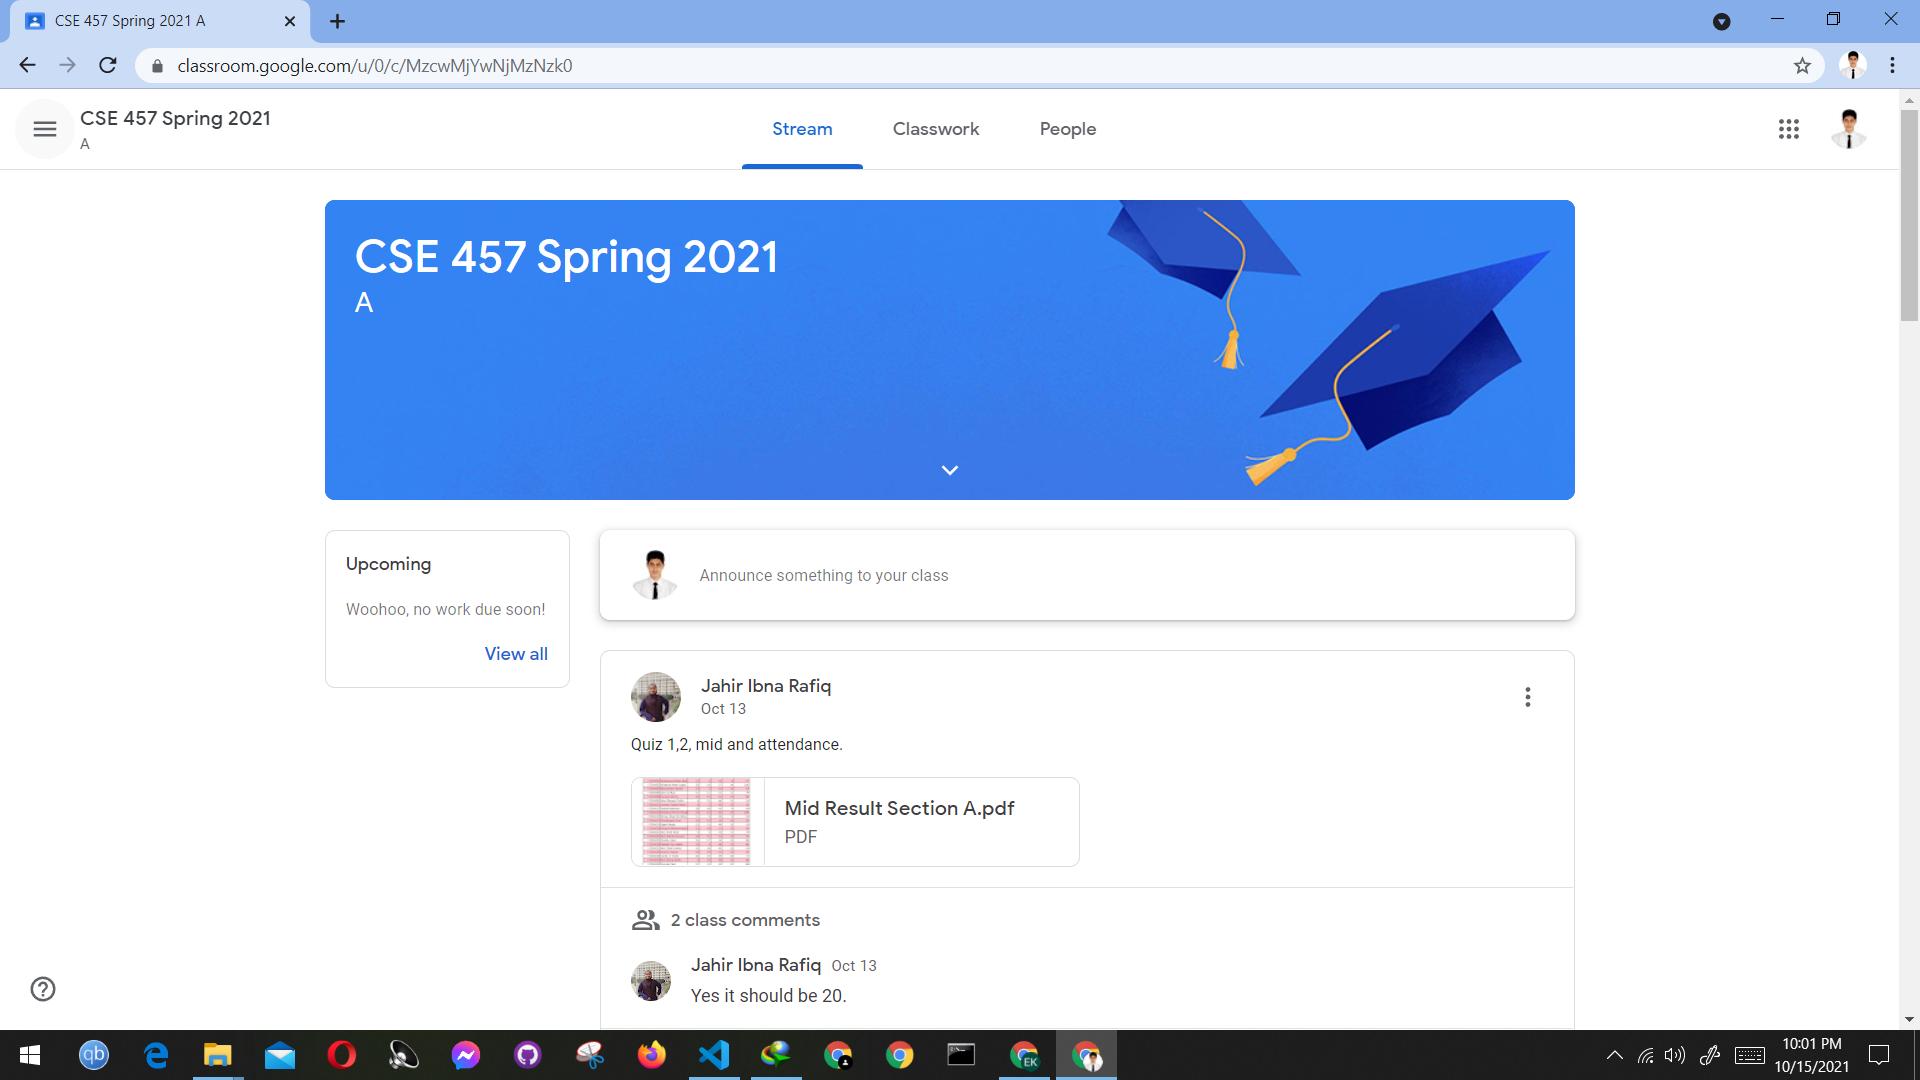 CSE 457 Spring 2021 A
classroom.google.com/u/0/c/MzcwMjYwNjMzNzk0
CSE 457 Spring 2021
A
Stream
Classwork
People
CSE 457 Spring 2021
A
Upcoming
Woohoo, no work due soon!
View all
Announce something to your class
Jahir Ibna Rafiq
Oct 13
Quiz 1,2, mid and attendance.
Mid Result Section A.pdf
PDF
2 class comments
Jahir Ibna Rafiq Oct 13
Yes it should be 20.
qb
EK
10:01 PM
10/15/2021